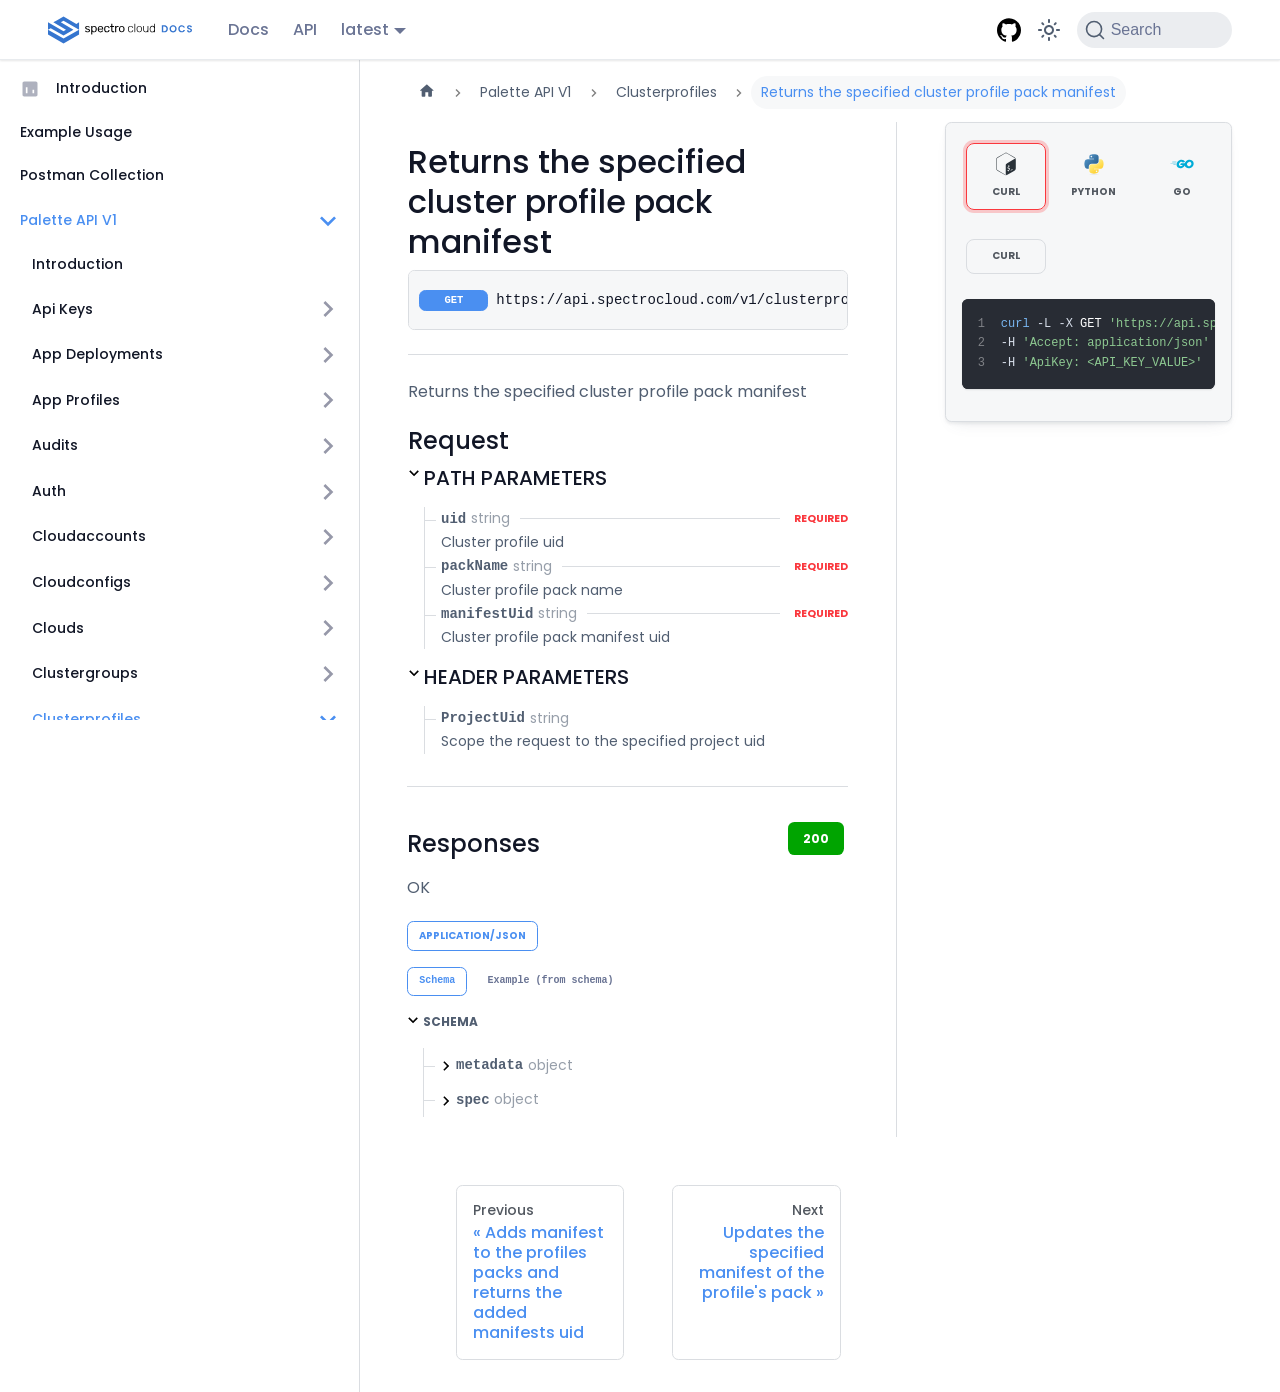 spectro cloud DOCS
Docs
API
latest
Search
Introduction
Example Usage
Postman Collection
Palette API V1
Introduction
Api Keys
App Deployments
App Profiles
Audits
Auth
Cloudaccounts
Cloudconfigs
Clouds
Clustergroups
Clusterprofiles
Palette API V1
Clusterprofiles
Returns the specified cluster profile pack manifest
Returns the specified
cluster profile pack
manifest
GET https://api.spectrocloud.com/v1/clusterpro
Returns the specified cluster profile pack manifest
Request
PATH PARAMETERS
uid string REQUIRED
Cluster profile uid
packName string REQUIRED
Cluster profile pack name
manifestUid string REQUIRED
Cluster profile pack manifest uid
HEADER PARAMETERS
ProjectUid string
Scope the request to the specified project uid
Responses
200
OK
APPLICATION/JSON
Schema
Example (from schema)
SCHEMA
metadata object
spec object
CURL
PYTHON
GO
CURL
1 curl -L -X GET 'https://api.sp
2 -H 'Accept: application/json'
3 -H 'ApiKey: <API_KEY_VALUE>'
Previous
« Adds manifest
to the profiles
packs and
returns the
added
manifests uid
Next
Updates the
specified
manifest of the
profile's pack »